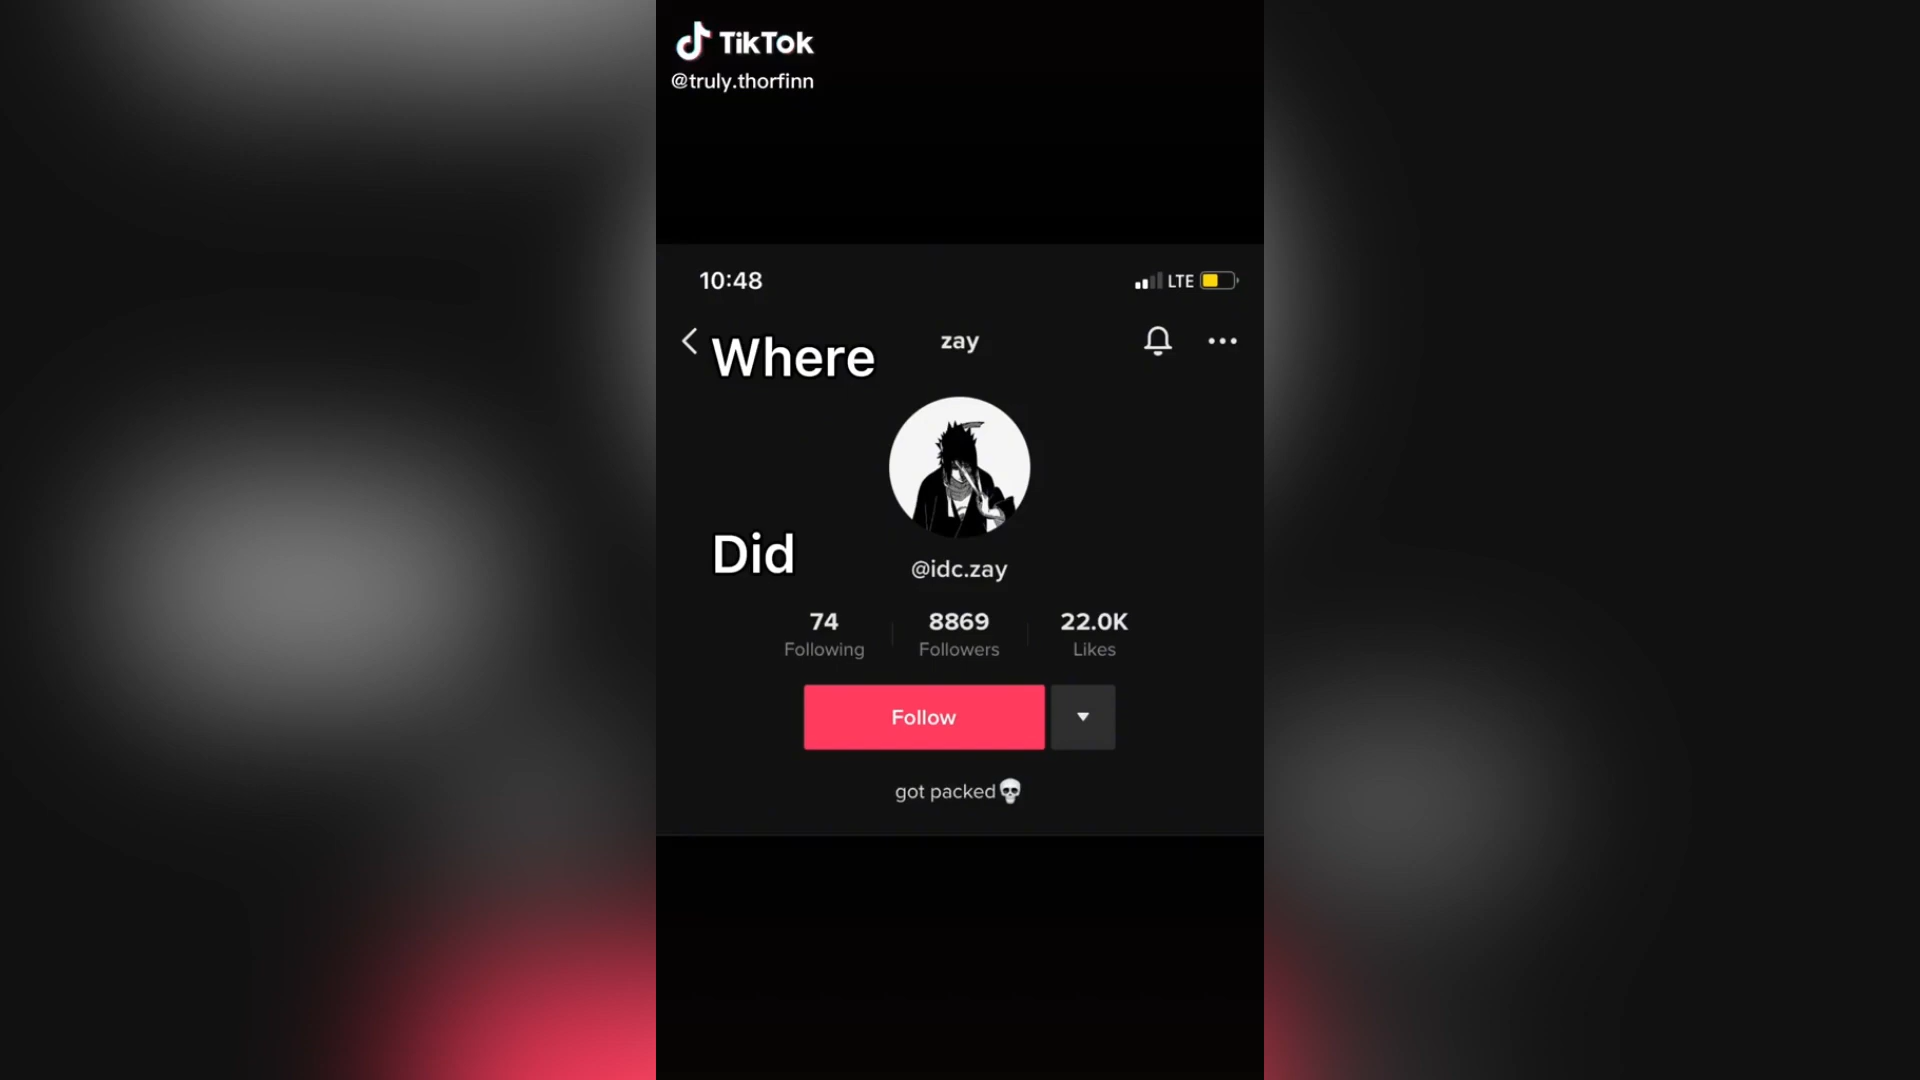 TikTok
@truly.thorfinn
10:48 LTE
Where zay
Did
@idc.zay
74 8869 22.0K
Following Followers Likes
Follow
got packed💀